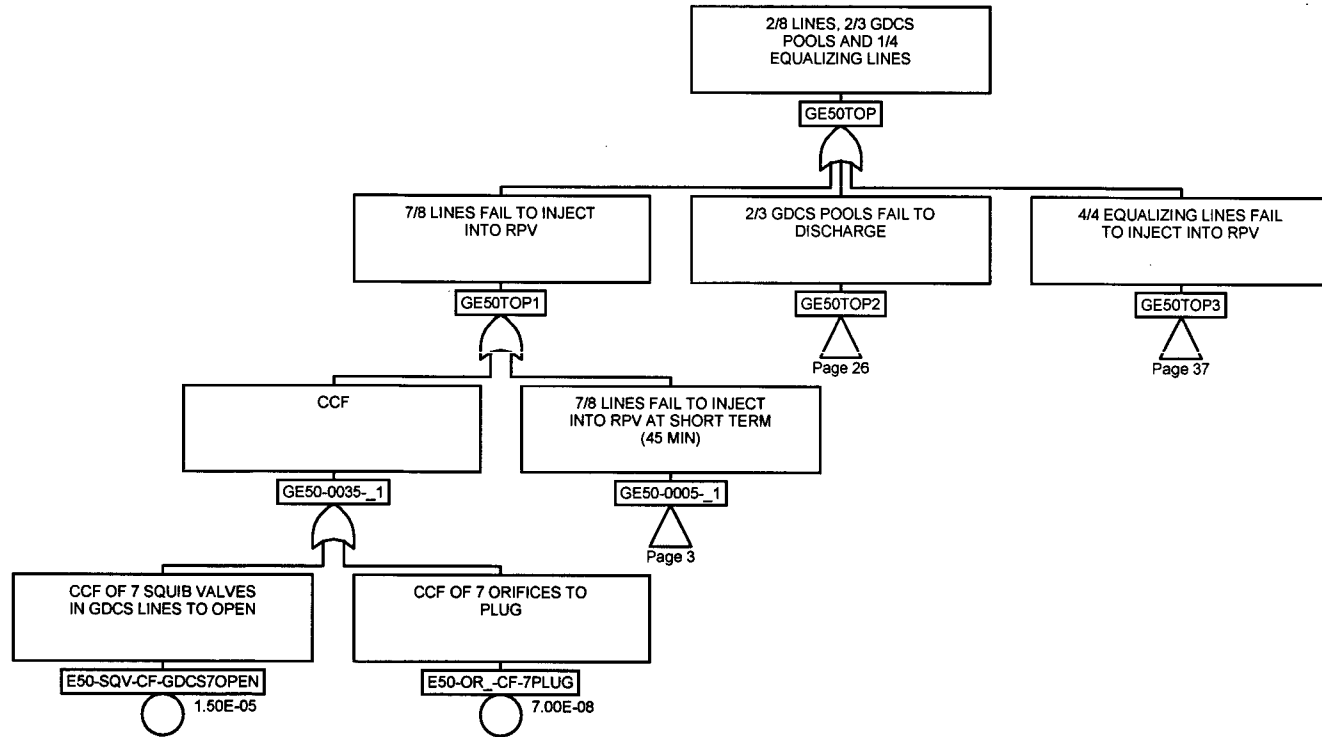 2/8 LINES, 2/3 GDCS
POOLS AND 1/4
EQUALIZING LINES
GE50TOP
7/8 LINES FAIL TO INJECT
INTO RPV
GE50TOP1
2/3 GDCS POOLS FAIL TO
DISCHARGE
GE50TOP2
Page 26
4/4 EQUALIZING LINES FAIL
TO INJECT INTO RPV
GE50TOP3
Page 37
CCF
GE50-0035-_1
7/8 LINES FAIL TO INJECT
INTO RPV AT SHORT TERM
(45 MIN)
GE50-0005-_1
Page 3
CCF OF 7 SQUIB VALVES
IN GDCS LINES TO OPEN
E50-SQV-CF-GDCS7OPEN
1.50E-05
CCF OF 7 ORIFICES TO
PLUG
E50-OR_-CF-7PLUG
7.00E-08